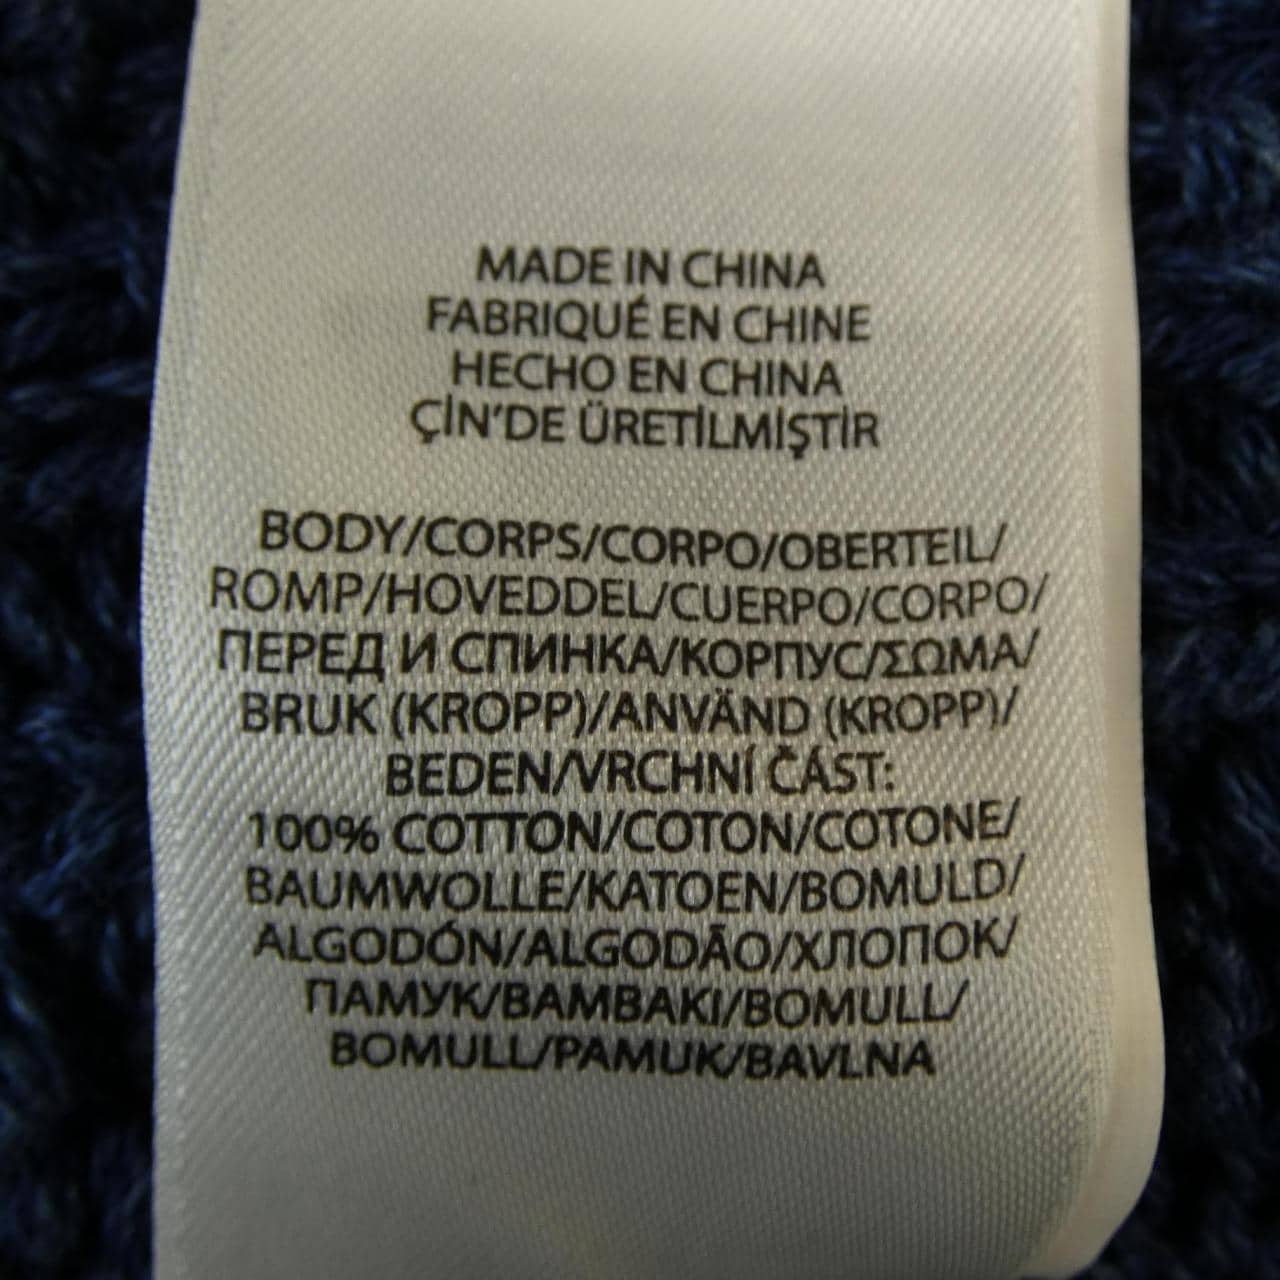 MADE IN CHINA
FABRIQUÉ EN CHINE
HECHO EN CHINA
ÇİN'DE ÜRETİLMİŞTİR
BODY/CORPS/CORPO/OBERTEIL/
ROMP/HOVEDDEL/CUERPO/CORPO/
ПЕРЕД И СПИНКА/КОРПУС/ΣΩΜΑ/
BRUK (KROPP)/ANVÄND (KROPP)/
BEDEN/VRCHNÍ ČÁST:
100% COTTON/COTON/COTONE/
BAUMWOLLE/KATOEN/BOMULD/
ALGODÓN/ALGODÃO/ХЛОПОК/
ПАМУК/ΒΑΜΒΑΚΙ/BOMULL/
BOMULL/PAMUK/BAVLNA